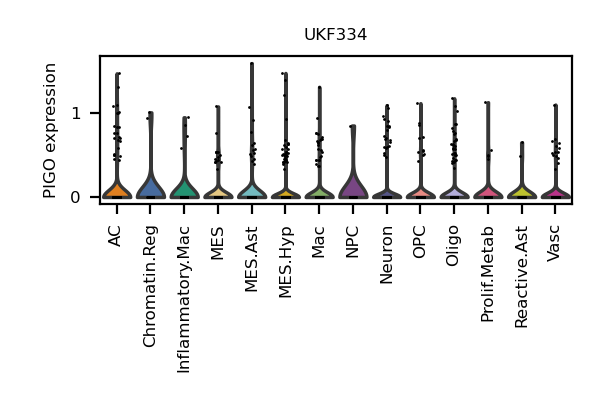 UKF334
PIGO expression
1
0
AC
Chromatin.Reg
Inflammatory.Mac
MES
MES.Ast
MES.Hyp
Mac
NPC
Neuron
OPC
Oligo
Prolif.Metab
Reactive.Ast
Vasc